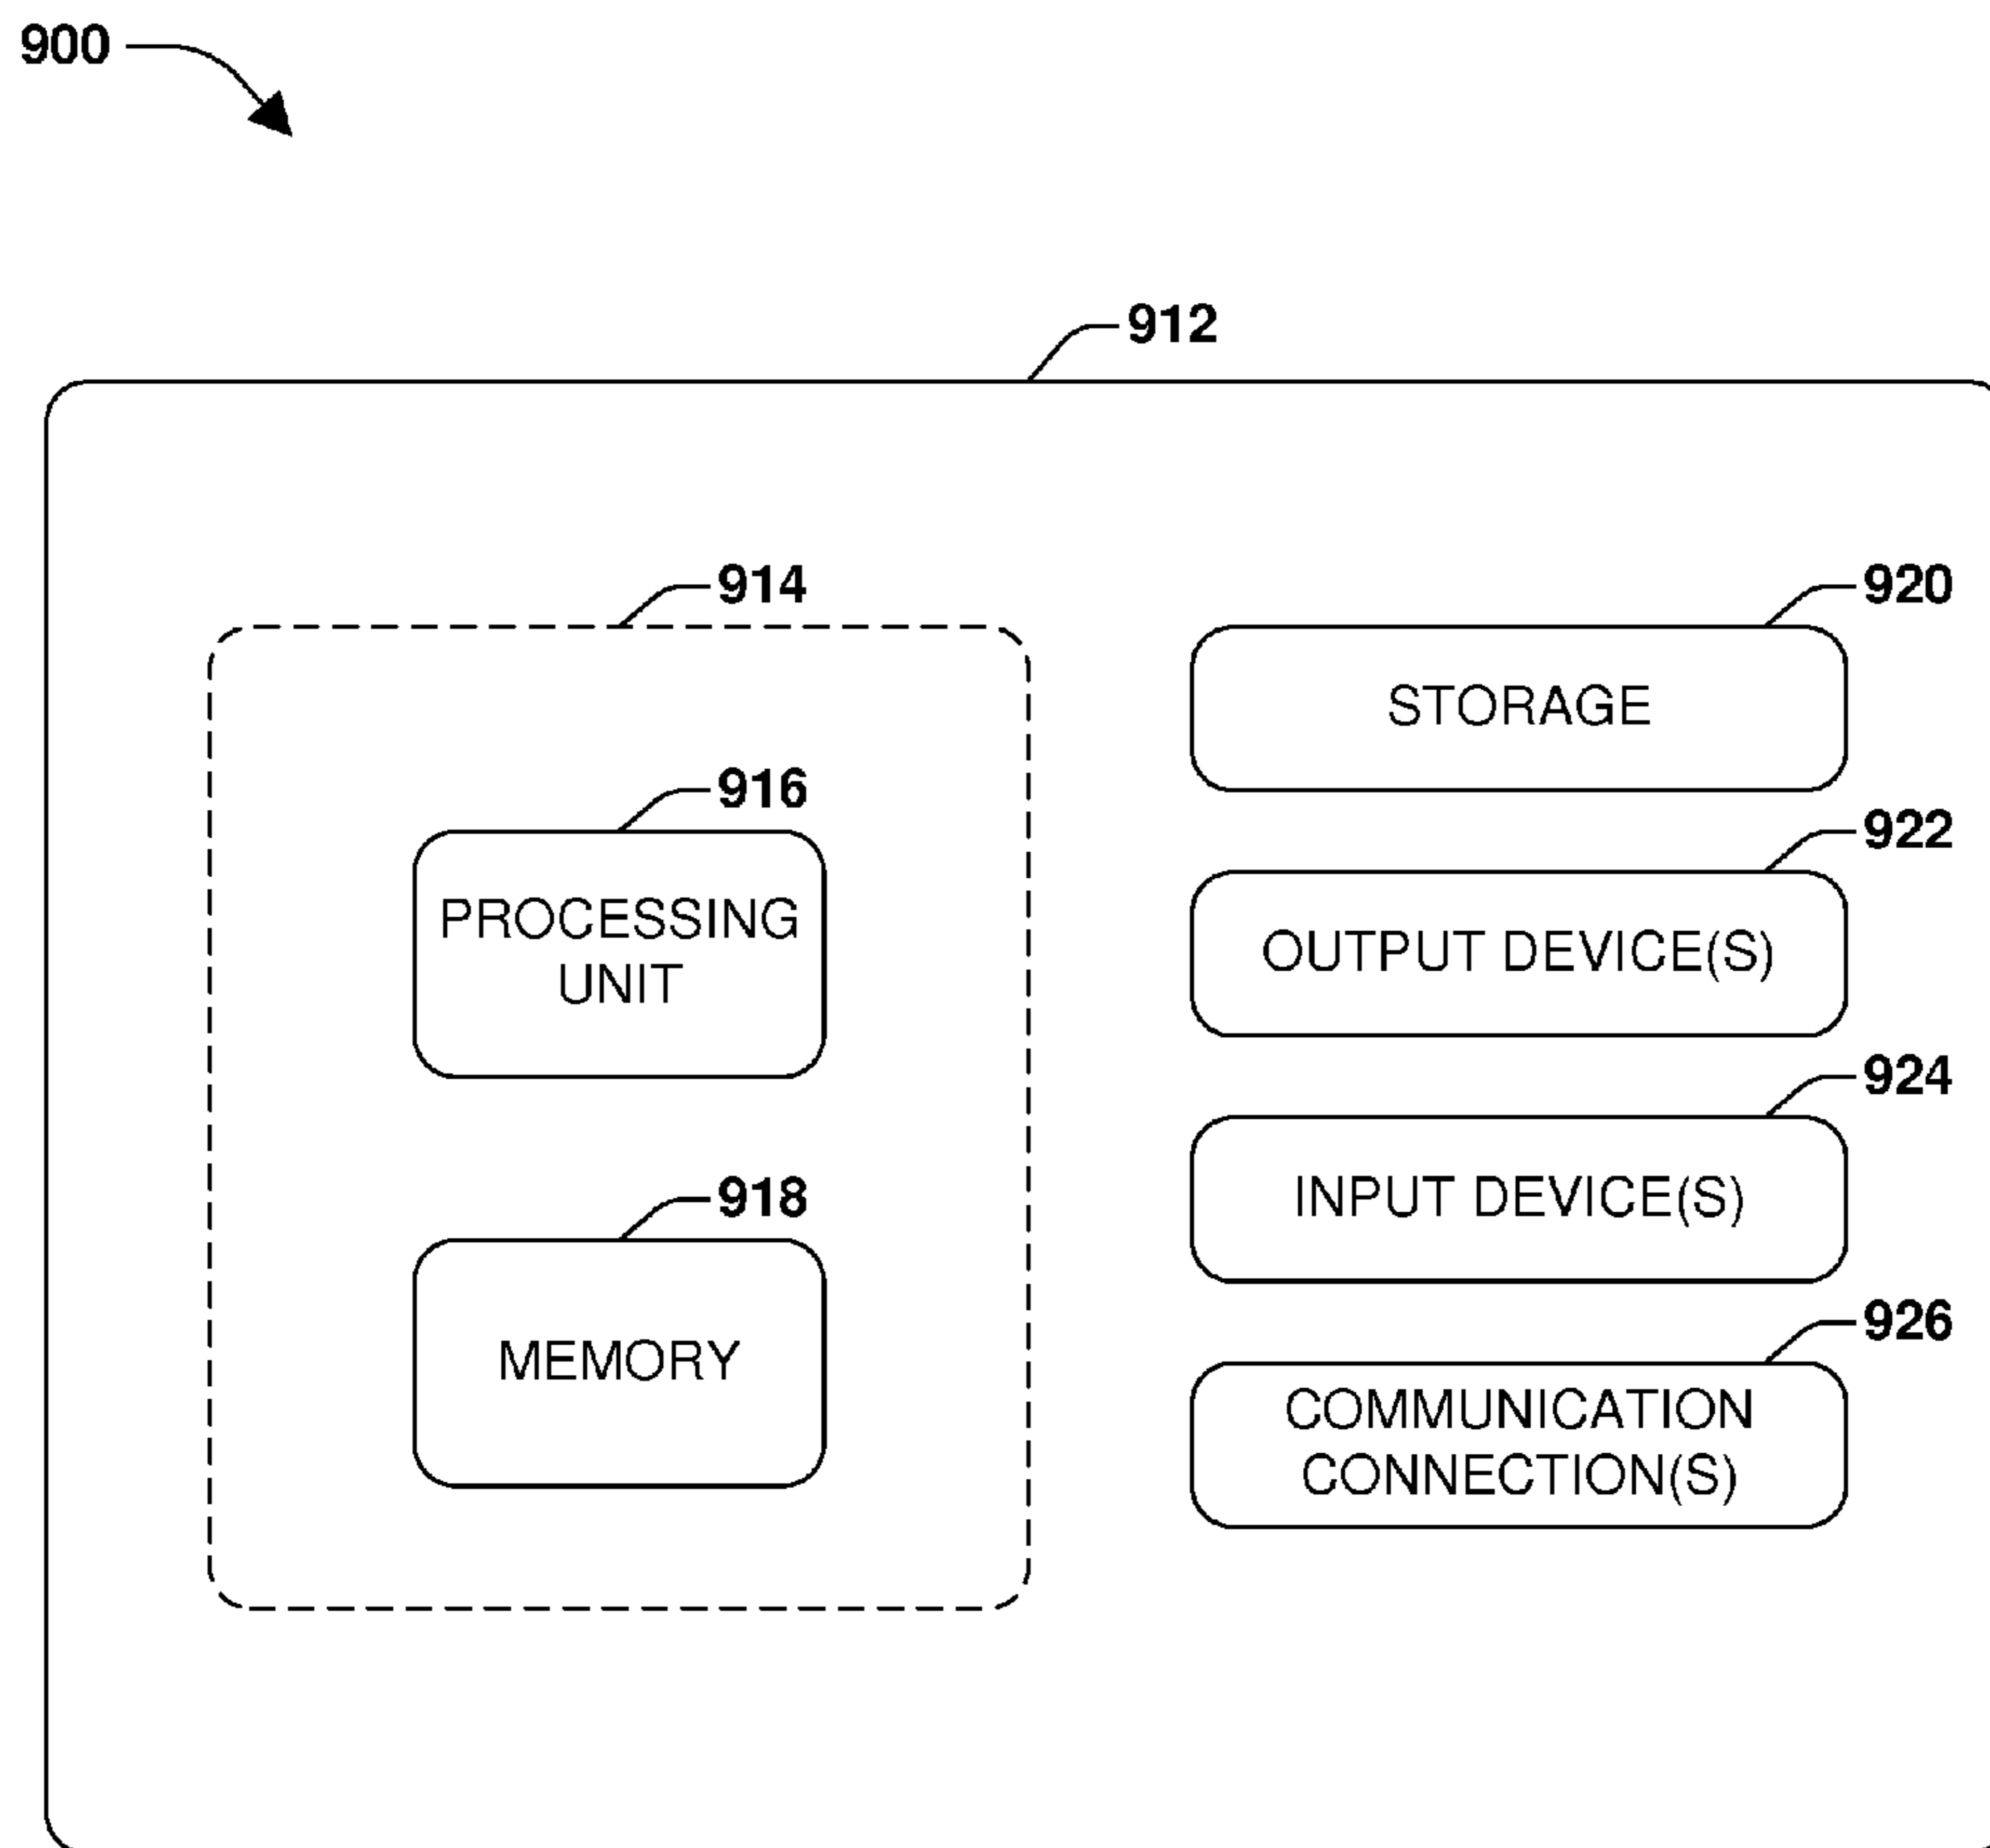 900
912
914
916
PROCESSING
UNIT
918
MEMORY
920
STORAGE
922
OUTPUT DEVICE(S)
924
INPUT DEVICE(S)
926
COMMUNICATION
CONNECTION(S)